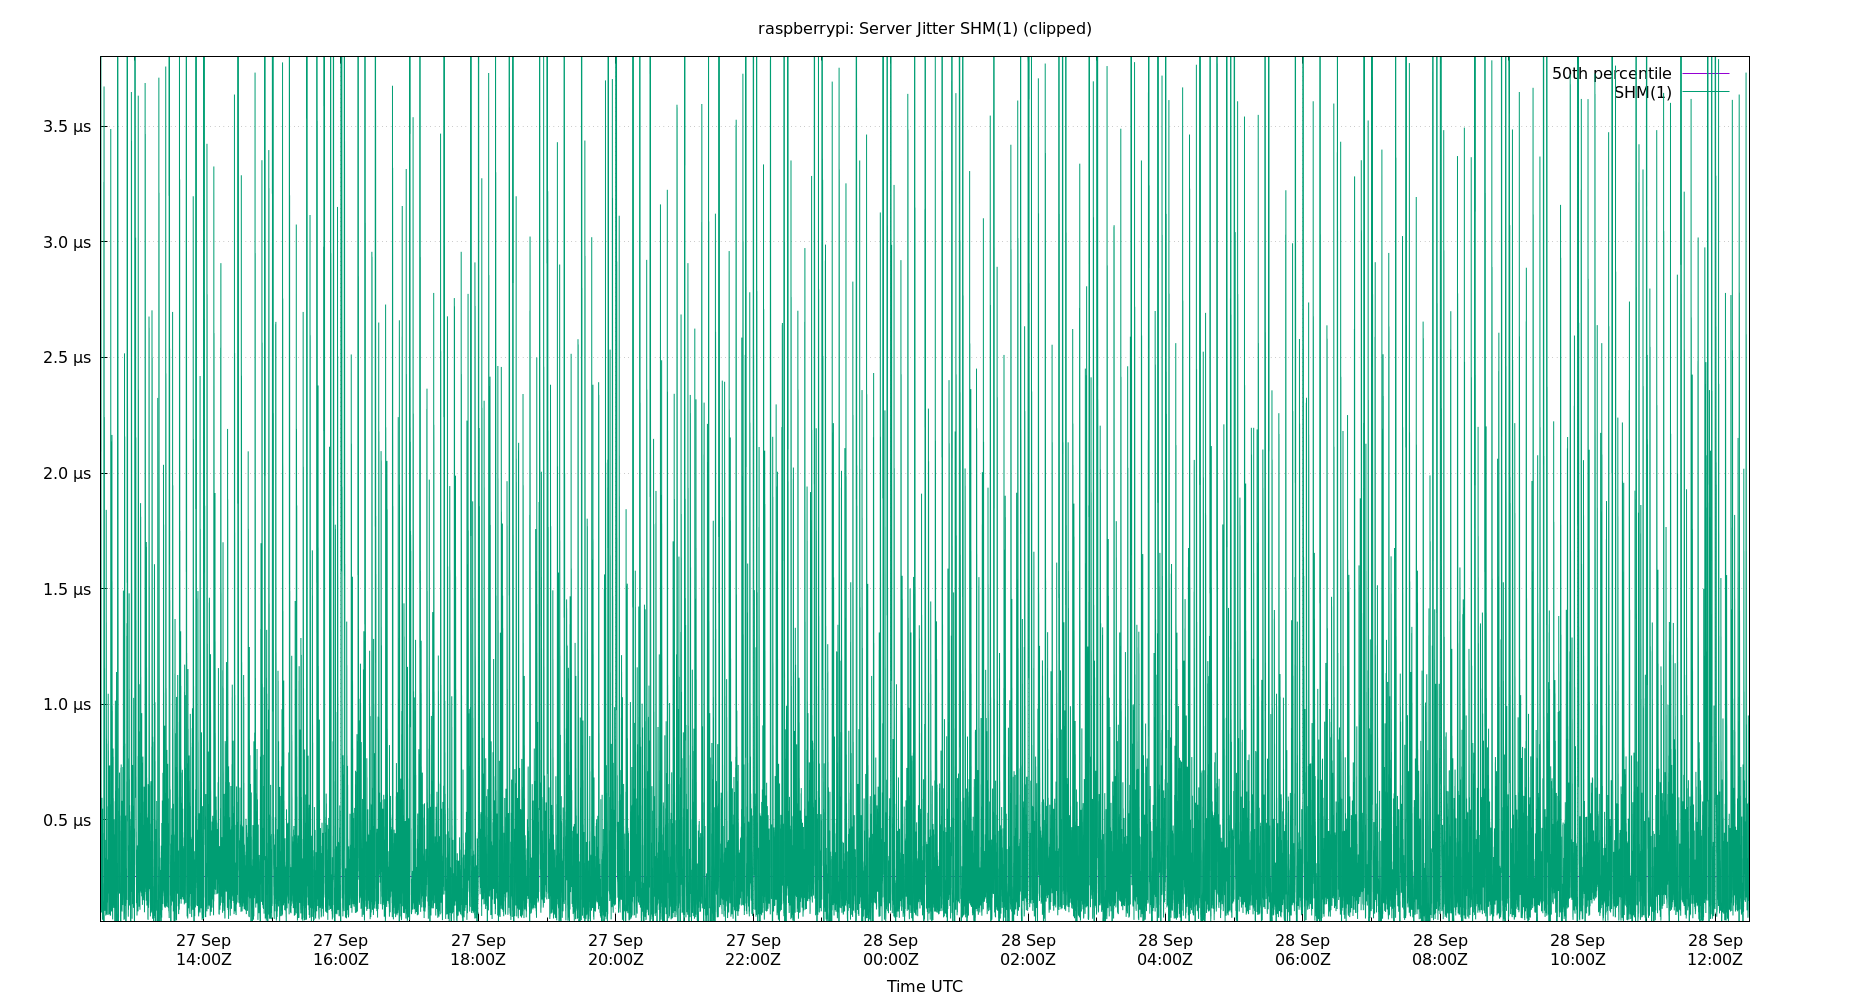 raspberrypi: Server Jitter SHM(1) (clipped)
50th percentile
SHM(1)
3.5 µs
3.0 µs
2.5 µs
2.0 µs
1.5 µs
1.0 µs
0.5 µs
27 Sep 27 Sep 27 Sep 27 Sep 27 Sep 28 Sep 28 Sep 28 Sep 28 Sep 28 Sep 28 Sep 28 Sep
14:00Z 16:00Z 18:00Z 20:00Z 22:00Z 00:00Z 02:00Z 04:00Z 06:00Z 08:00Z 10:00Z 12:00Z
Time UTC